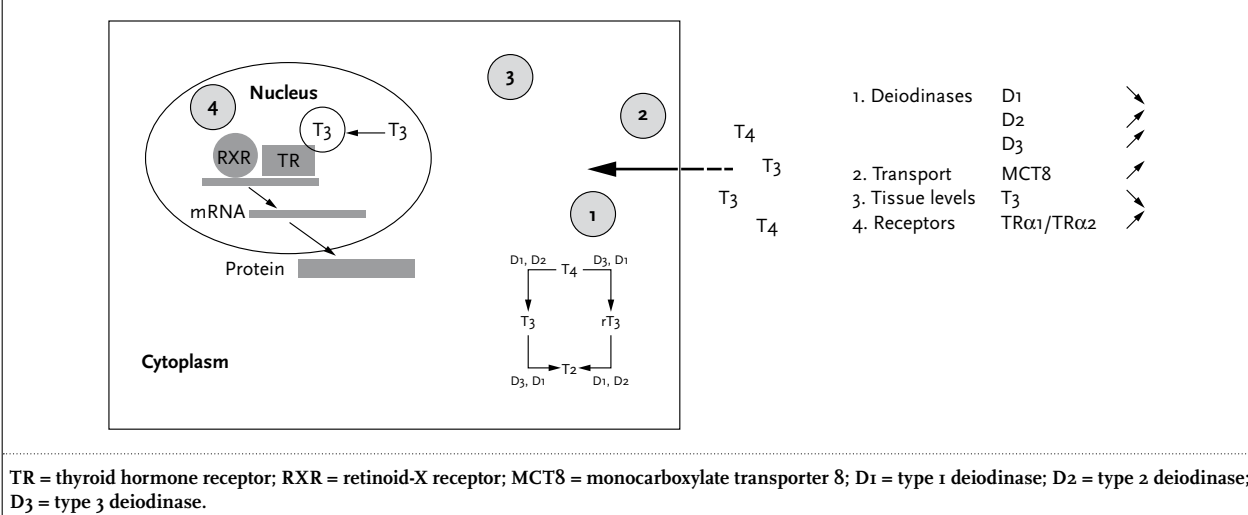 3
4
Nucleus
2
T3
T3
RXR
TR
mRNA
Protein
Cytoplasm
T4
T3
T3
T4
1
D1, D2
T4
D3, D1
T3
rT3
T2
D3, D1
D1, D2
1. Deiodinases D1
D2
D3
2. Transport MCT8
3. Tissue levels T3
4. Receptors TRα1/TRα2
TR = thyroid hormone receptor; RXR = retinoid-X receptor; MCT8 = monocarboxylate transporter 8; D1 = type 1 deiodinase; D2 = type 2 deiodinase;
D3 = type 3 deiodinase.